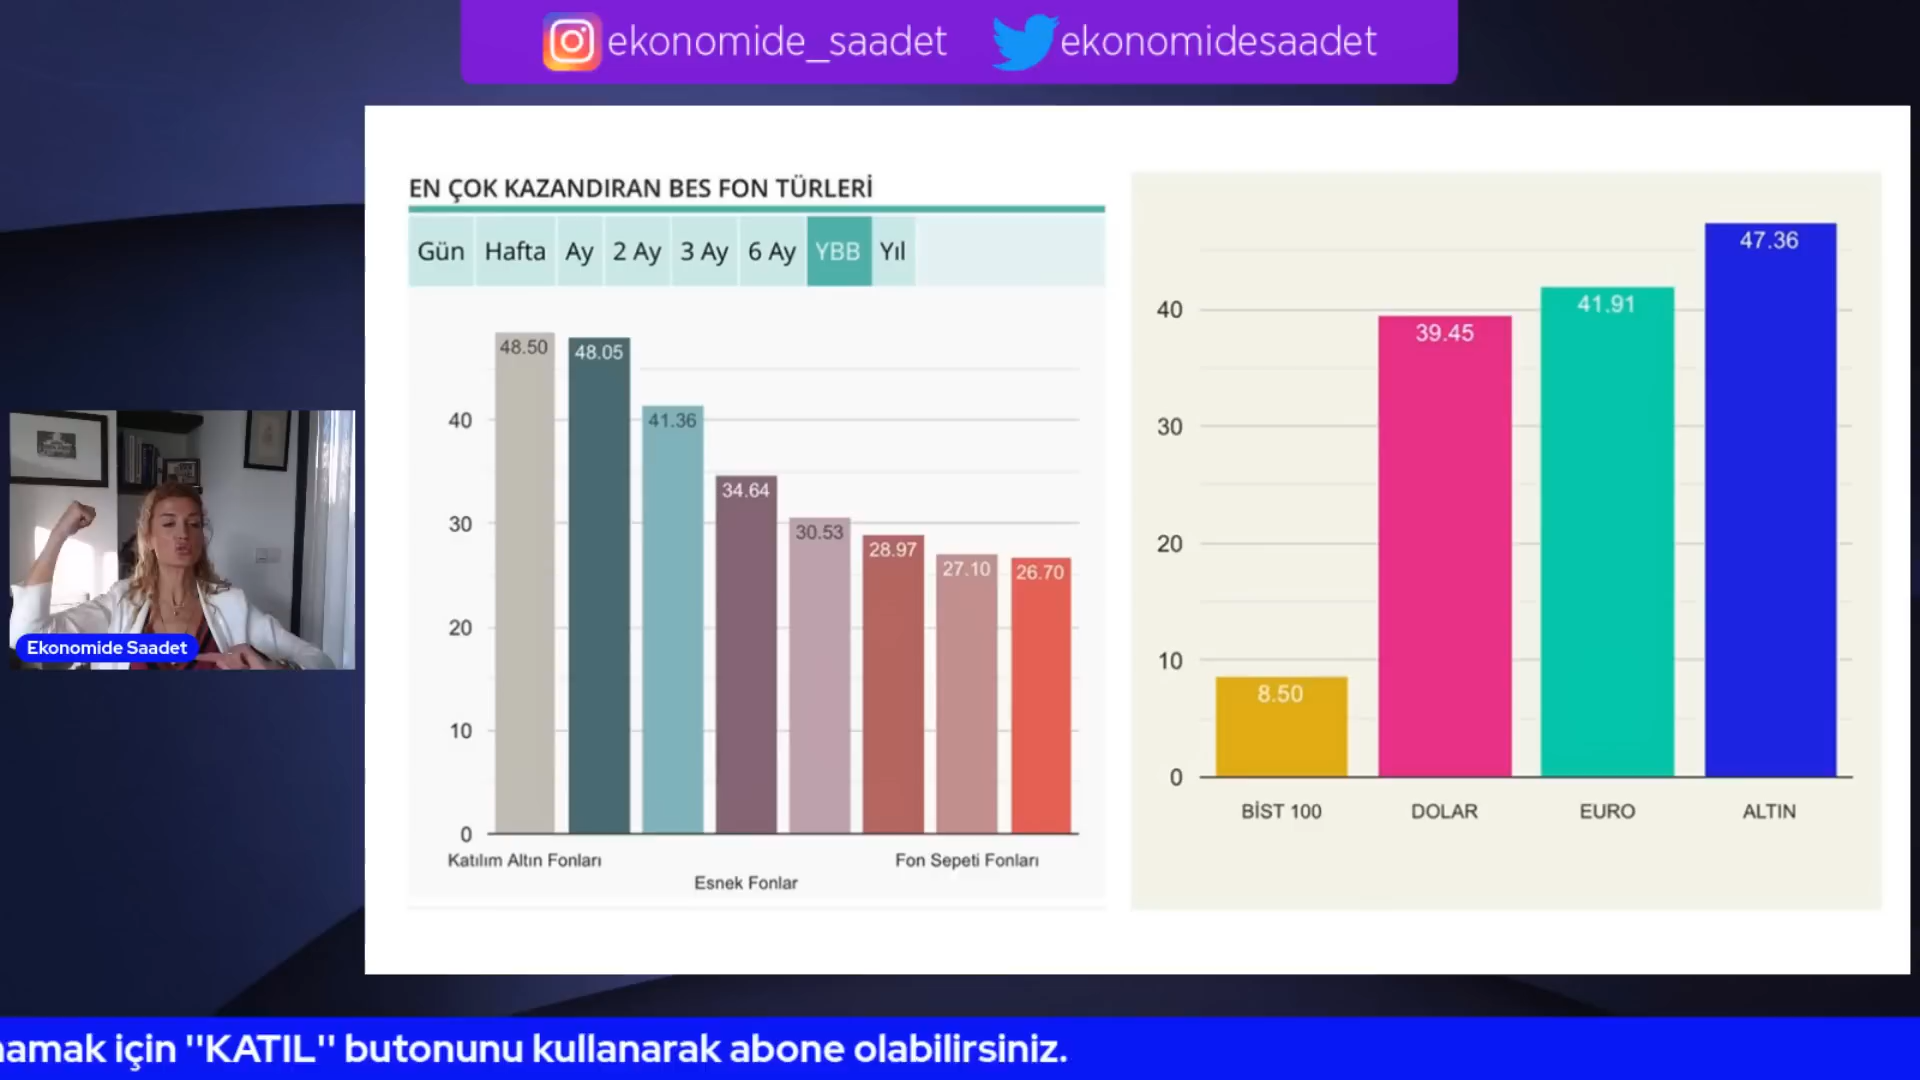 ekonomide_saadet ekonomidesaadet
EN ÇOK KAZANDIRAN BES FON TÜRLERİ
Gün Hafta Ay 2 Ay 3 Ay 6 Ay YBB Yıl
48.50 48.05 41.36 34.64 30.53 28.97 27.10 26.70
40
30
20
10
0
Katılım Altın Fonları Esnek Fonlar Fon Sepeti Fonları
47.36
41.91
39.45
8.50
40
30
20
10
0
BİST 100 DOLAR EURO ALTIN
Ekonomide Saadet
için "KATIL" butonunu kullanarak abone olabilirsiniz.